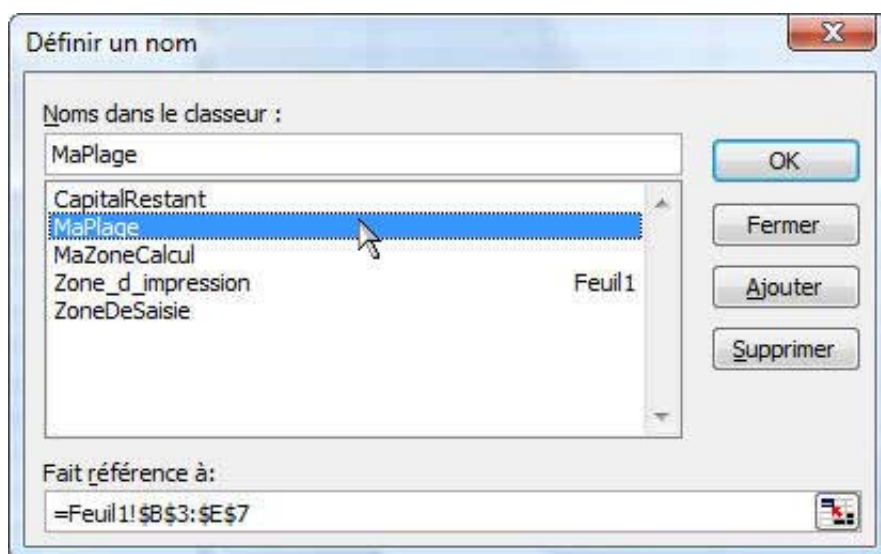 Définir un nom
Noms dans le classeur :
MaPlage
OK
CapitalRestant
MaPlage
Fermer
MaZoneCalcul
Zone_d_impression Feuil1
Ajouter
ZoneDeSaisie
Supprimer
Fait référence à:
=Feuil1!$B$3:$E$7